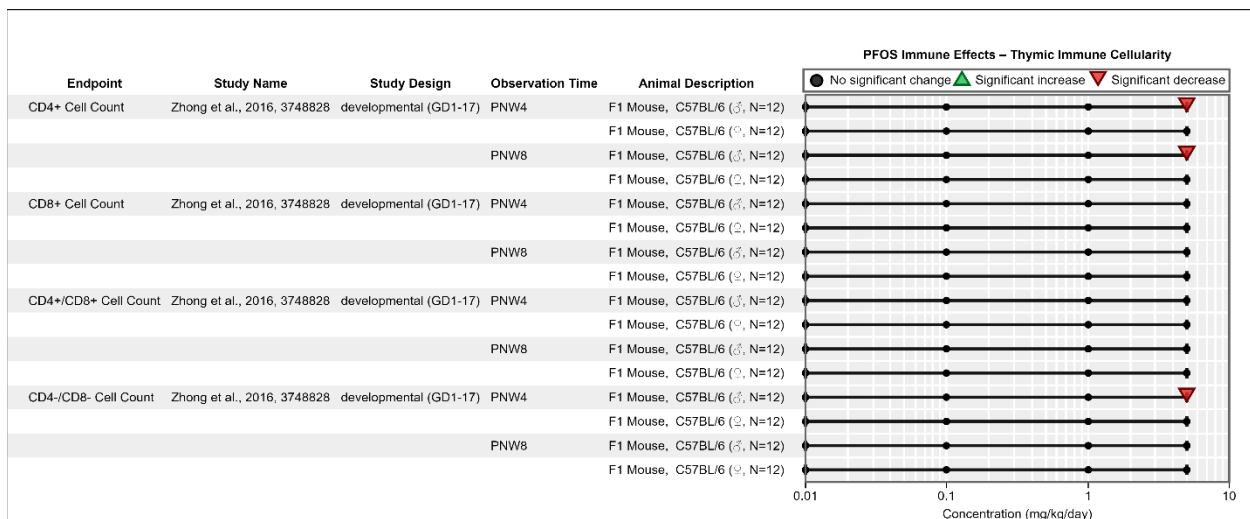 PFOS Immune Effects – Thymic Immune Cellularity
Endpoint Study Name Study Design Observation Time Animal Description
No significant change Significant increase Significant decrease
CD4+ Cell Count Zhong et al., 2016, 3748828 developmental (GD1-17) PNW4 F1 Mouse, C57BL/6 (♂, N=12)
F1 Mouse, C57BL/6 (♀, N=12)
PNW8 F1 Mouse, C57BL/6 (♂, N=12)
F1 Mouse, C57BL/6 (♀, N=12)
CD8+ Cell Count Zhong et al., 2016, 3748828 developmental (GD1-17) PNW4 F1 Mouse, C57BL/6 (♂, N=12)
F1 Mouse, C57BL/6 (♀, N=12)
PNW8 F1 Mouse, C57BL/6 (♂, N=12)
F1 Mouse, C57BL/6 (♀, N=12)
CD4+/CD8+ Cell Count Zhong et al., 2016, 3748828 developmental (GD1-17) PNW4 F1 Mouse, C57BL/6 (♂, N=12)
F1 Mouse, C57BL/6 (♀, N=12)
PNW8 F1 Mouse, C57BL/6 (♂, N=12)
F1 Mouse, C57BL/6 (♀, N=12)
CD4-/CD8- Cell Count Zhong et al., 2016, 3748828 developmental (GD1-17) PNW4 F1 Mouse, C57BL/6 (♂, N=12)
F1 Mouse, C57BL/6 (♀, N=12)
PNW8 F1 Mouse, C57BL/6 (♂, N=12)
F1 Mouse, C57BL/6 (♀, N=12)
0.01 0.1 1 10
Concentration (mg/kg/day)